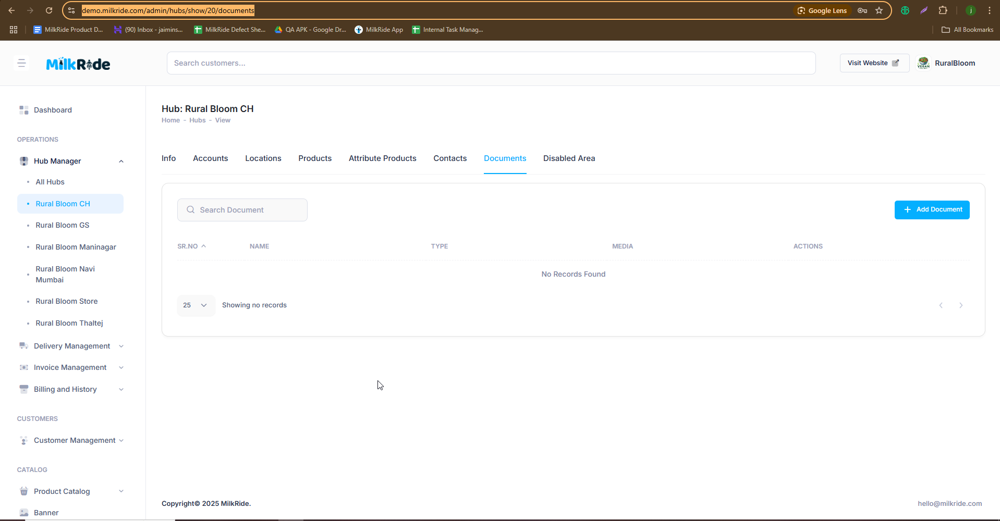 demo.milkride.com/admin/hubs/show/20/documents
Google Lens
j
MilkRide Product D...
(90) Inbox - jaimins...
MilkRide Defect She...
QA APK - Google Dr...
MilkRide App
Internal Task Manag...
All Bookmarks
MilkRide
Search customers...
Visit Website
VEGAN
RuralBloom
Dashboard
OPERATIONS
Hub Manager
All Hubs
Rural Bloom CH
Rural Bloom GS
Rural Bloom Maninagar
Rural Bloom Navi
Mumbai
Rural Bloom Store
Rural Bloom Thaltej
Delivery Management
Invoice Management
Billing and History
CUSTOMERS
Customer Management
CATALOG
Product Catalog
Banner
Hub: Rural Bloom CH
Home - Hubs - View
Info Accounts Locations Products Attribute Products Contacts Documents Disabled Area
Search Document
Add Document
SR.NO NAME TYPE MEDIA ACTIONS
No Records Found
25 Showing no records
Copyright© 2025 MilkRide.
hello@milkride.com